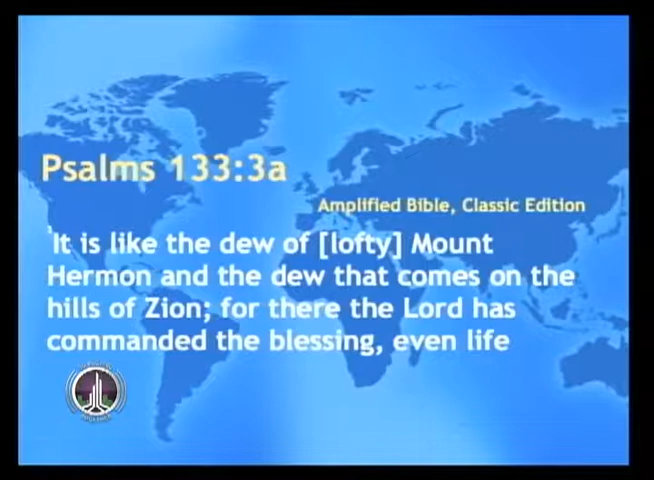 Psalms 133:3a
Amplified Bible, Classic Edition
It is like the dew of [lofty] Mount
Hermon and the dew that comes on the
hills of Zion; for there the Lord has
commanded the blessing, even life